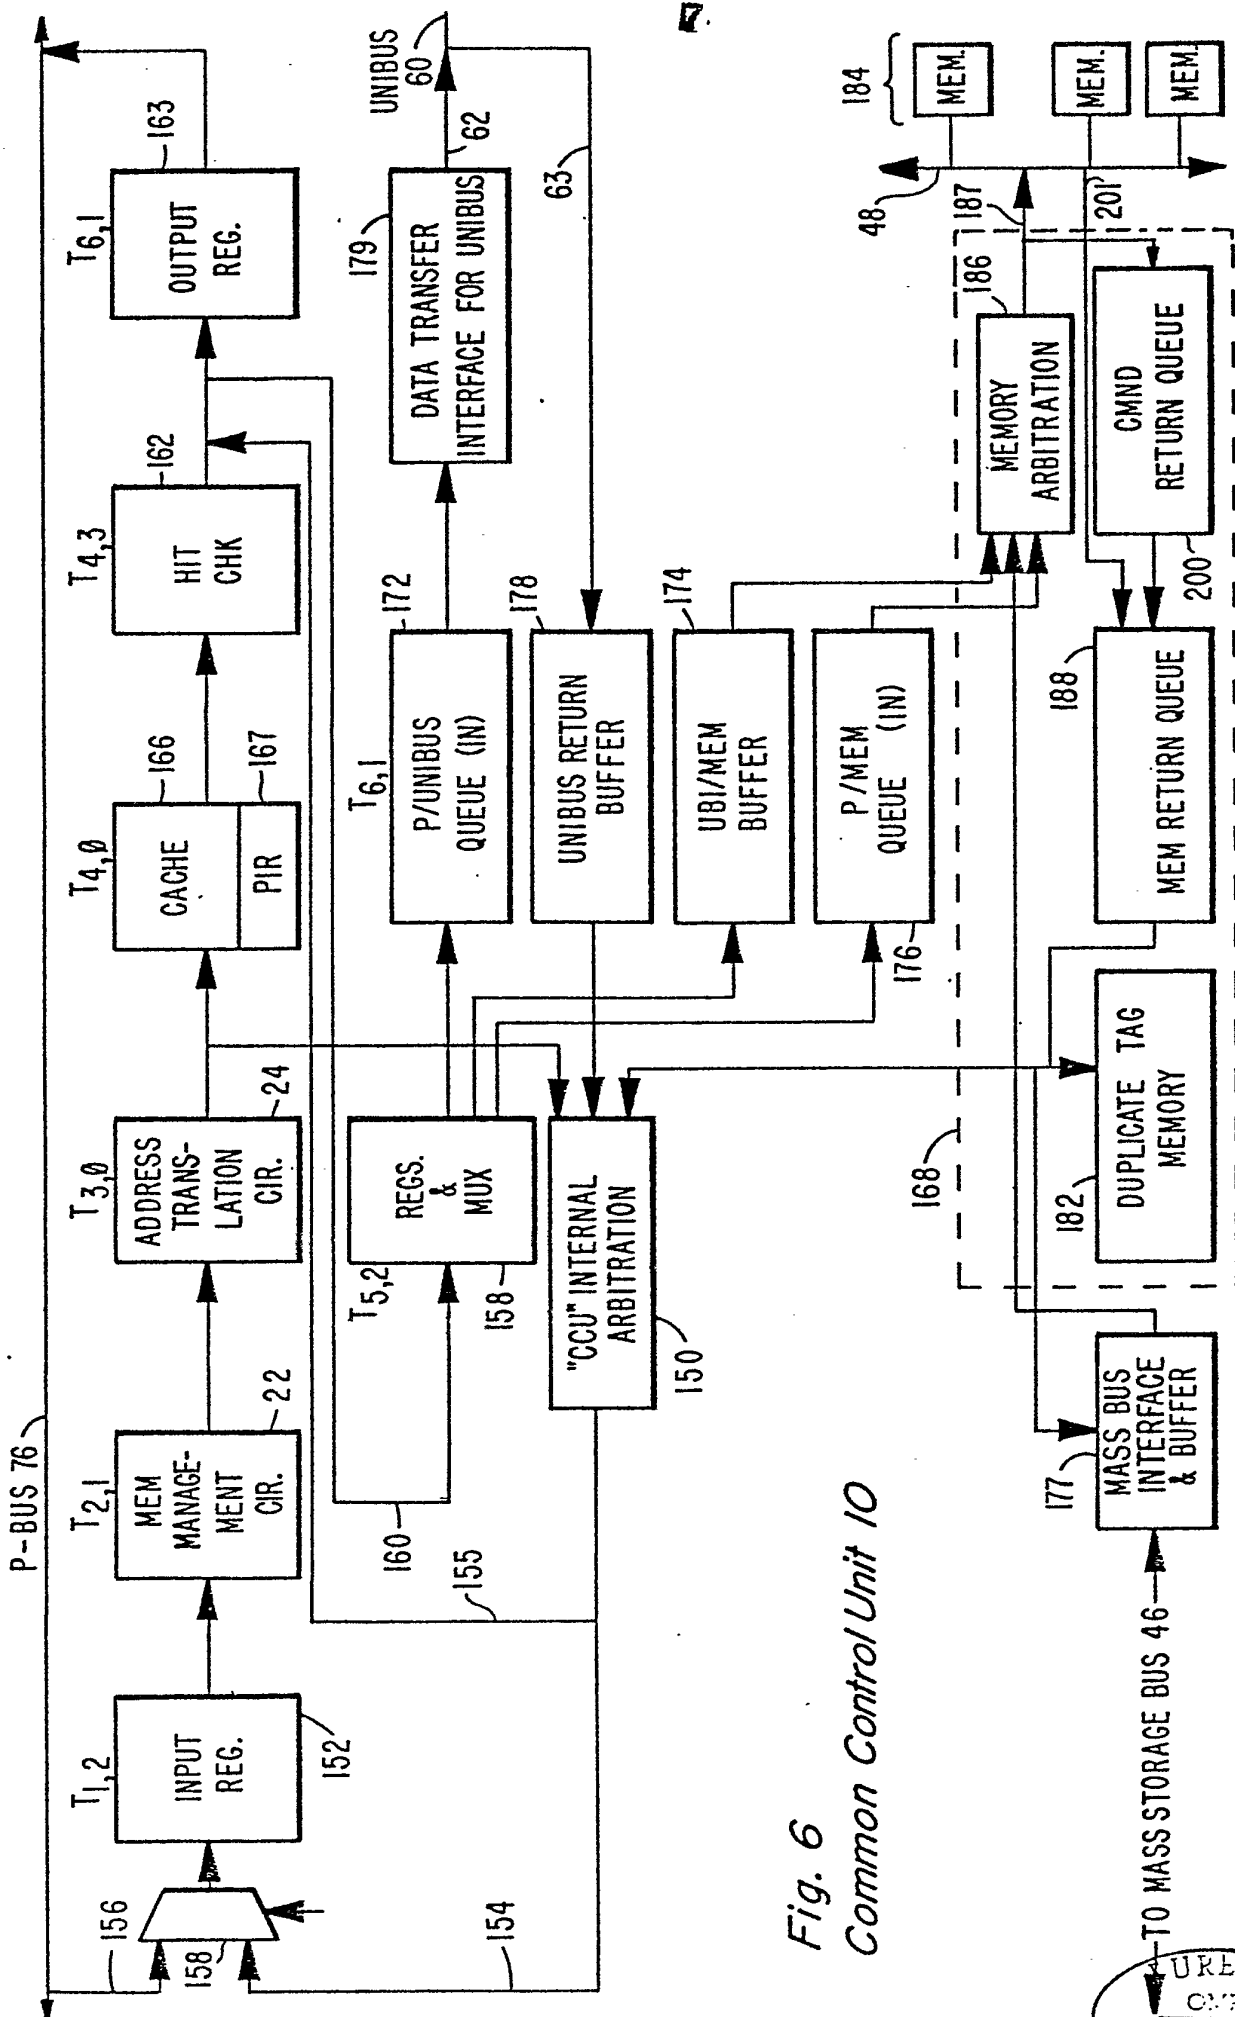 7.
P-BUS 76
156
158
154
T1,2
INPUT
REG.
152
T2,1
MEM
MANAGE-
MENT
CIR.
22
T3,0
ADDRESS
TRANS-
LATION
CIR.
24
T4,0
CACHE
166
PIR
167
T4,3
HIT
CHK
162
T6,1
OUTPUT
REG.
163
160
155
T5,2
REGS.
&
MUX
158
"CCU" INTERNAL
ARBITRATION
150
T6,1
P/UNIBUS
QUEUE (IN)
172
UNIBUS RETURN
BUFFER
178
UBI/MEM
BUFFER
174
P/MEM
QUEUE (IN)
176
179
DATA TRANSFER
INTERFACE FOR UNIBUS
62
UNIBUS
60
63
168
182
DUPLICATE TAG
MEMORY
188
MEM RETURN QUEUE
186
MEMORY
ARBITRATION
CMND
RETURN QUEUE
200
187
48
201
184
MEM.
MEM.
MEM.
177
MASS BUS
INTERFACE
& BUFFER
TO MASS STORAGE BUS 46
Fig. 6
Common Control Unit 10